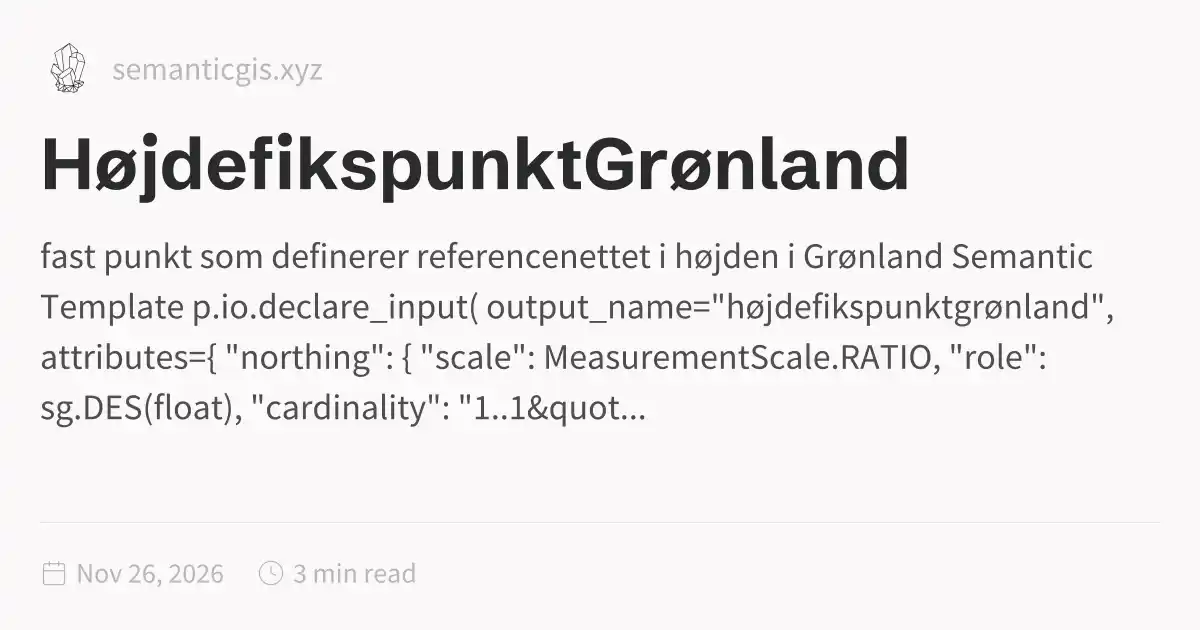 semanticgis.xyz
HøjdefikspunktGrønland
fast punkt som definerer referencenettet i højden i Grønland Semantic
Template p.io.declare_input( output_name="højdefikspunktgrønland",
attributes={ "northing": { "scale": MeasurementScale.RATIO, "role":
sg.DES(float), "cardinality": "1..1&quot...
Nov 26, 2026 3 min read